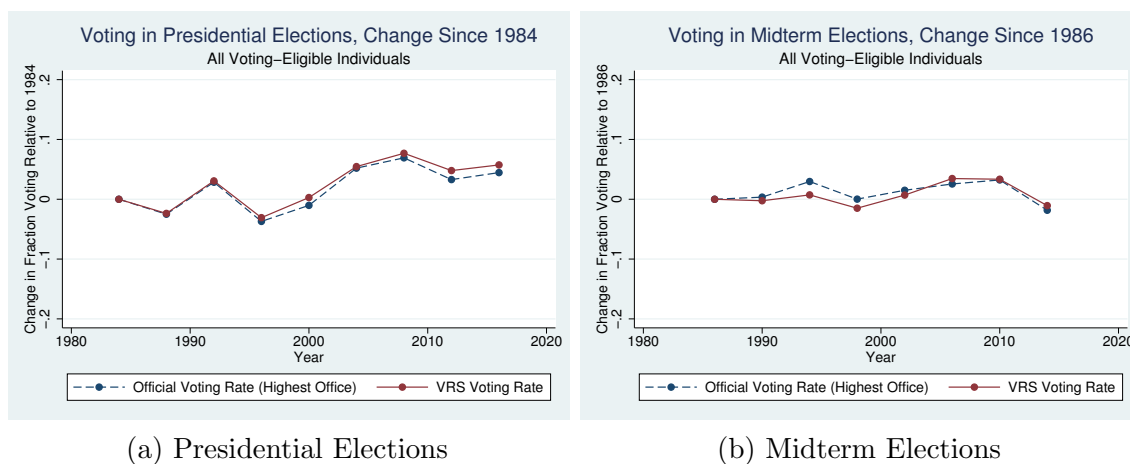 Voting in Presidential Elections, Change Since 1984
All Voting−Eligible Individuals
Change in Fraction Voting Relative to 1984
.2
.1
0
−.1
−.2
1980 1990 2000 2010 2020
Year
Official Voting Rate (Highest Office) VRS Voting Rate
(a) Presidential Elections
Voting in Midterm Elections, Change Since 1986
All Voting−Eligible Individuals
Change in Fraction Voting Relative to 1986
.2
.1
0
−.1
−.2
1980 1990 2000 2010 2020
Year
Official Voting Rate (Highest Office) VRS Voting Rate
(b) Midterm Elections